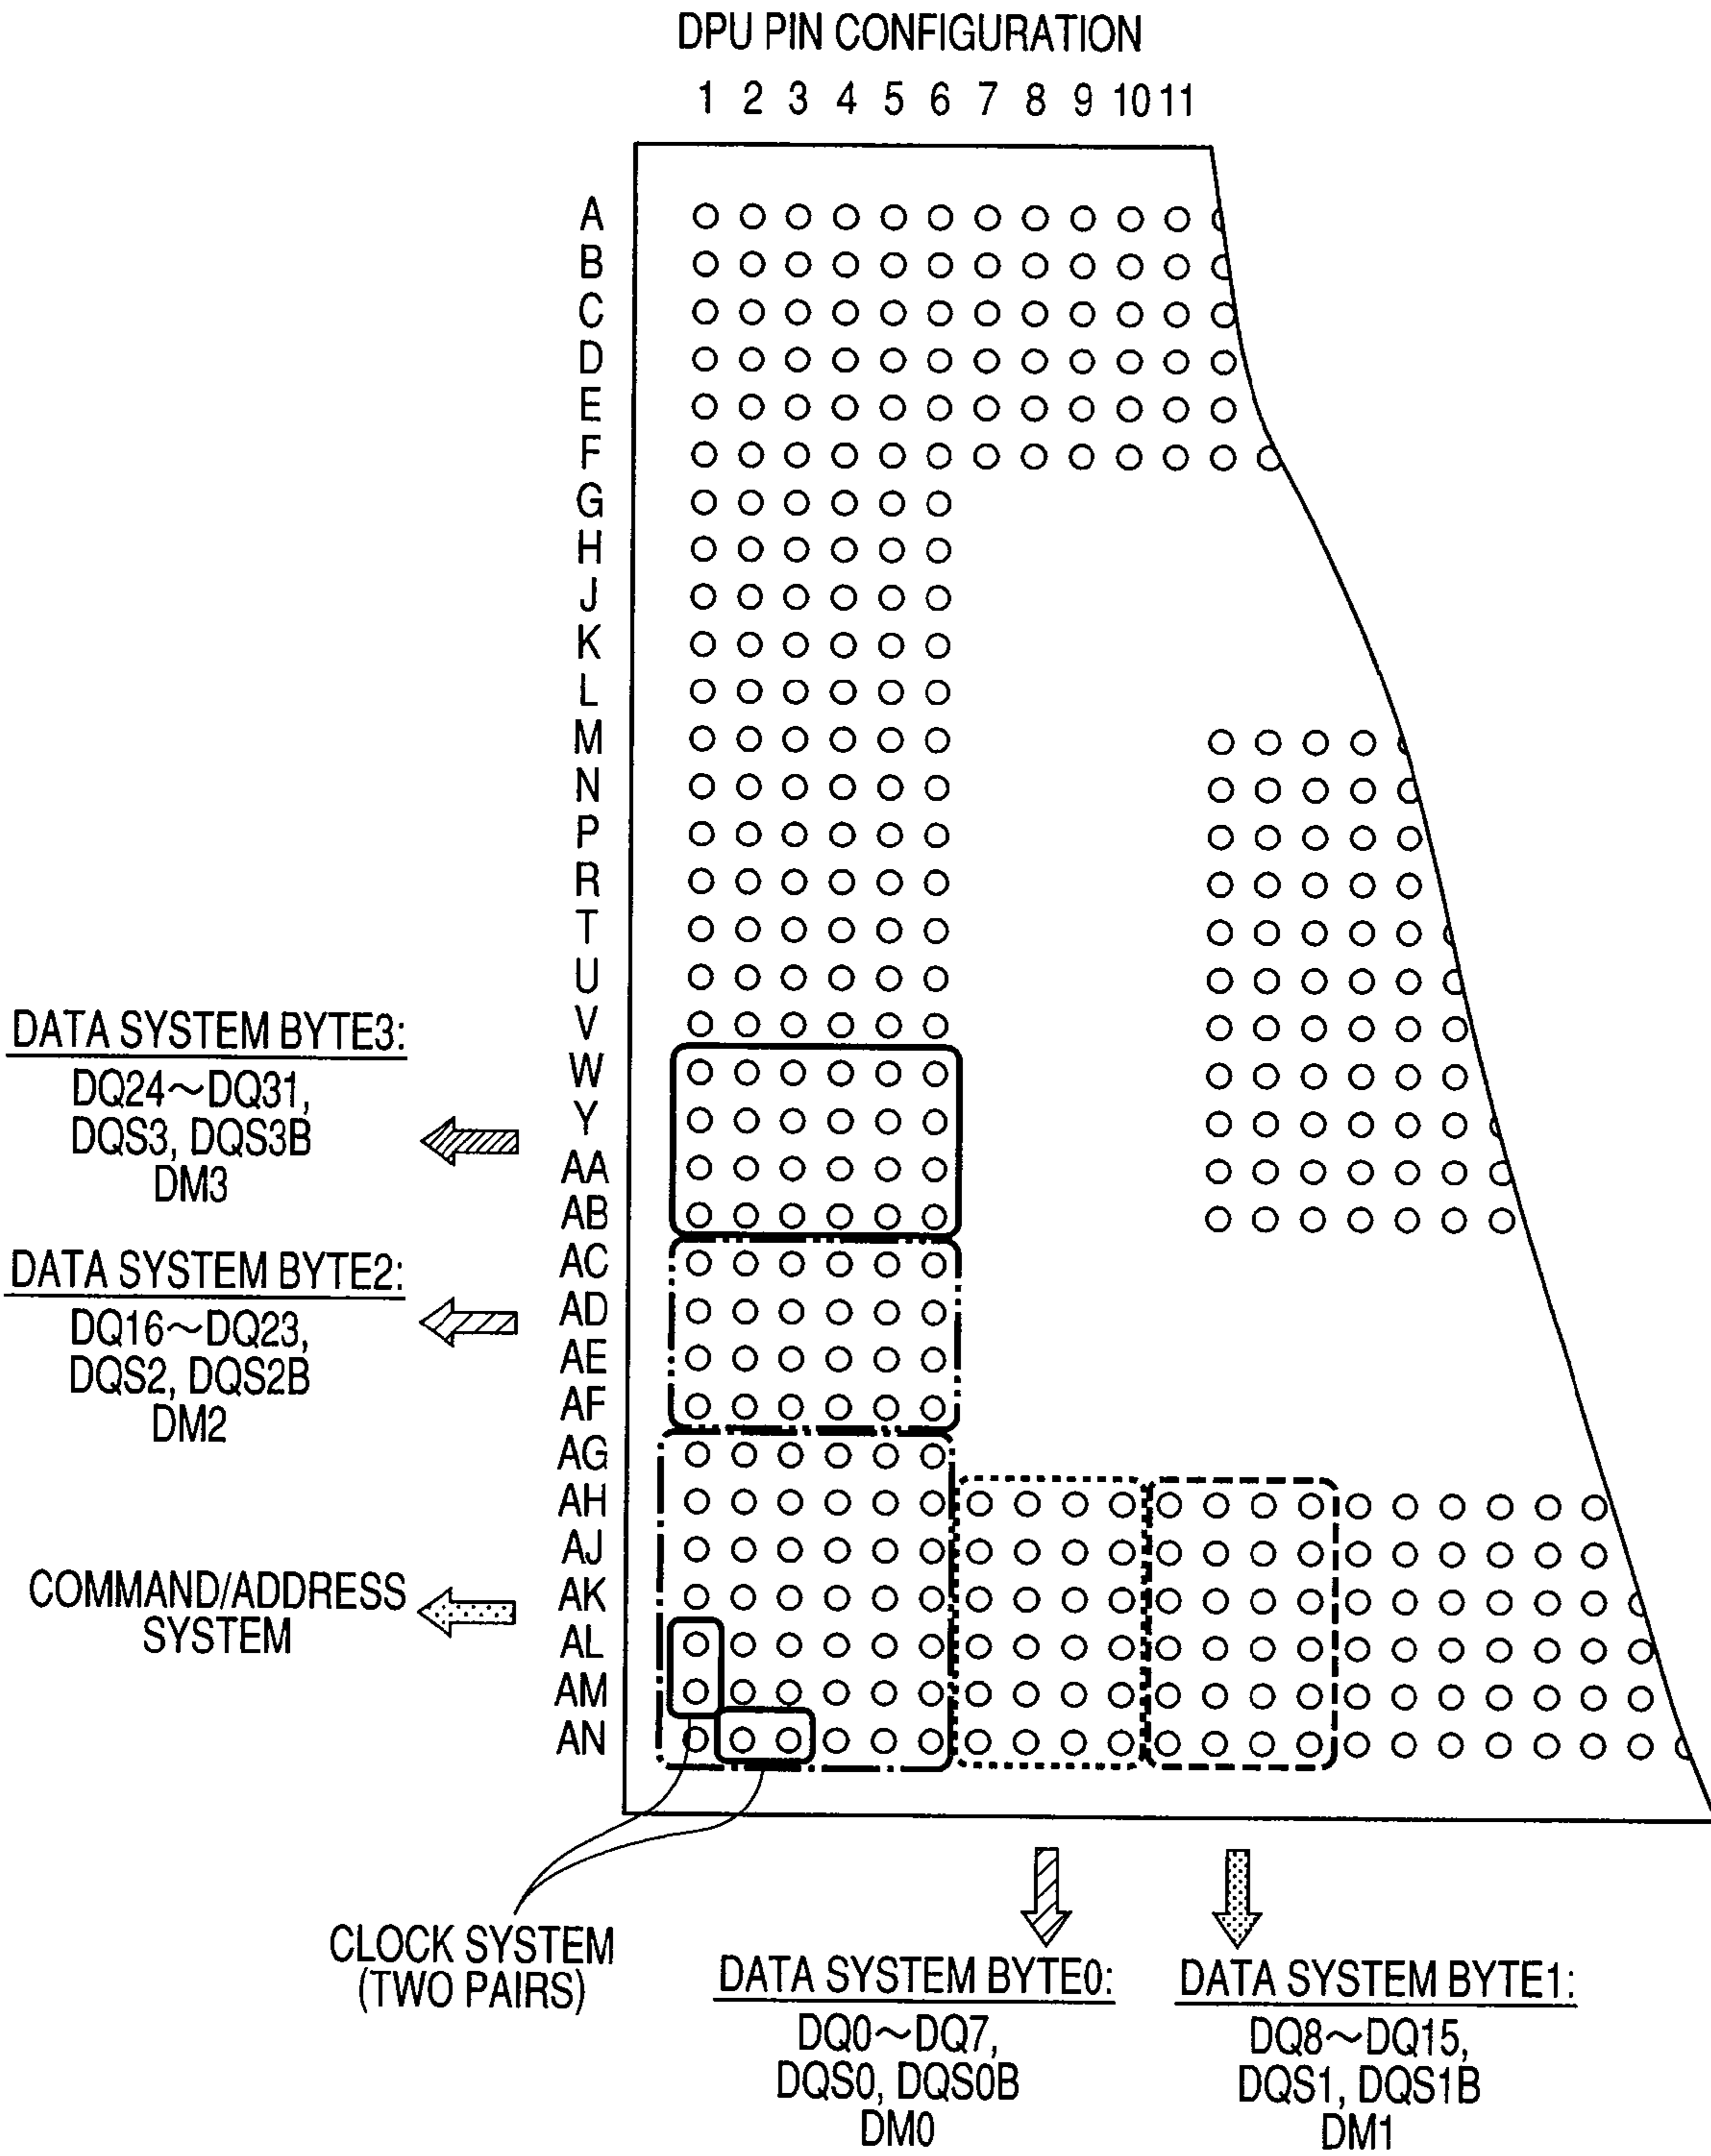 DPU PIN CONFIGURATION
1 2 3 4 5 6 7 8 9 10 11
A
B
C
D
E
F
G
H
J
K
L
M
N
P
R
T
U
V
W
Y
AA
AB
AC
AD
AE
AF
AG
AH
AJ
AK
AL
AM
AN
DATA SYSTEM BYTE3:
DQ24~DQ31,
DQS3, DQS3B
DM3
DATA SYSTEM BYTE2:
DQ16~DQ23,
DQS2, DQS2B
DM2
COMMAND/ADDRESS
SYSTEM
CLOCK SYSTEM
(TWO PAIRS)
DATA SYSTEM BYTE0:
DQ0~DQ7,
DQS0, DQS0B
DM0
DATA SYSTEM BYTE1:
DQ8~DQ15,
DQS1, DQS1B
DM1